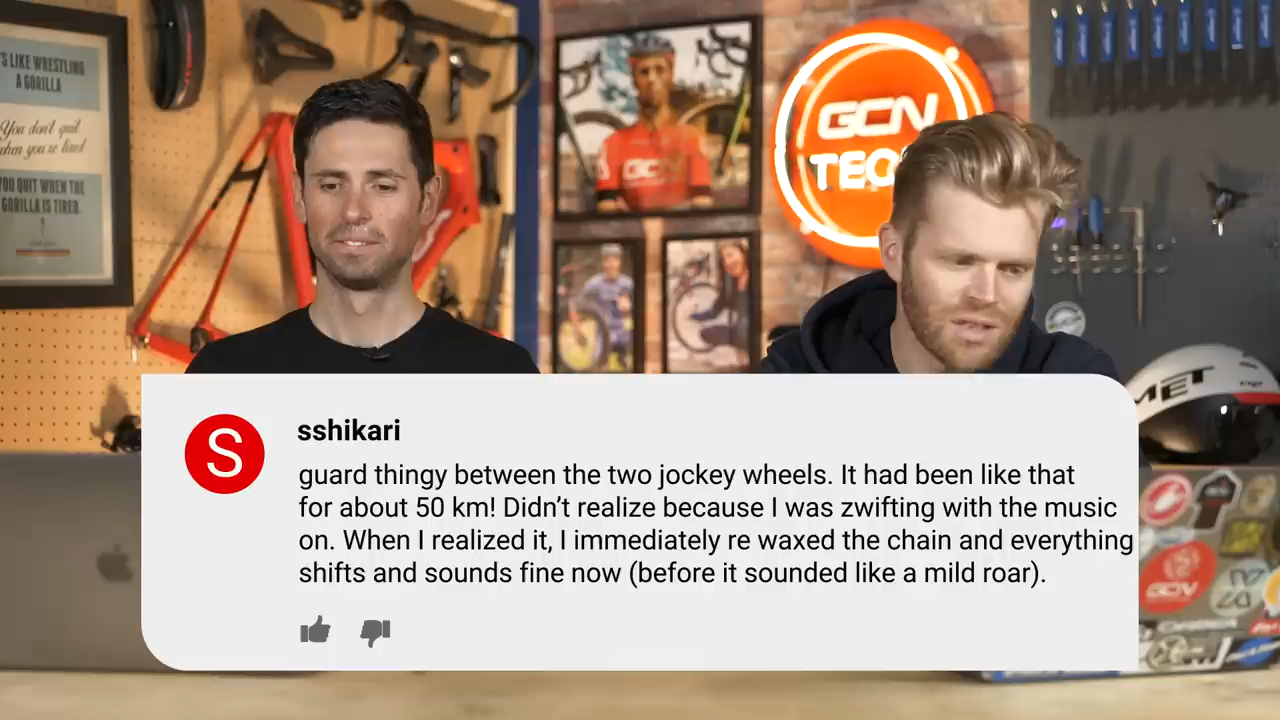 'S LIKE WRESTLING
A GORILLA
You don't quit
when you're tired
YOU QUIT WHEN THE
GORILLA IS TIRED.
GCN
GCN
TEC
MET
S
sshikari
guard thingy between the two jockey wheels. It had been like that
for about 50 km! Didn’t realize because I was zwifting with the music
on. When I realized it, I immediately re waxed the chain and everything
shifts and sounds fine now (before it sounded like a mild roar).
GCN